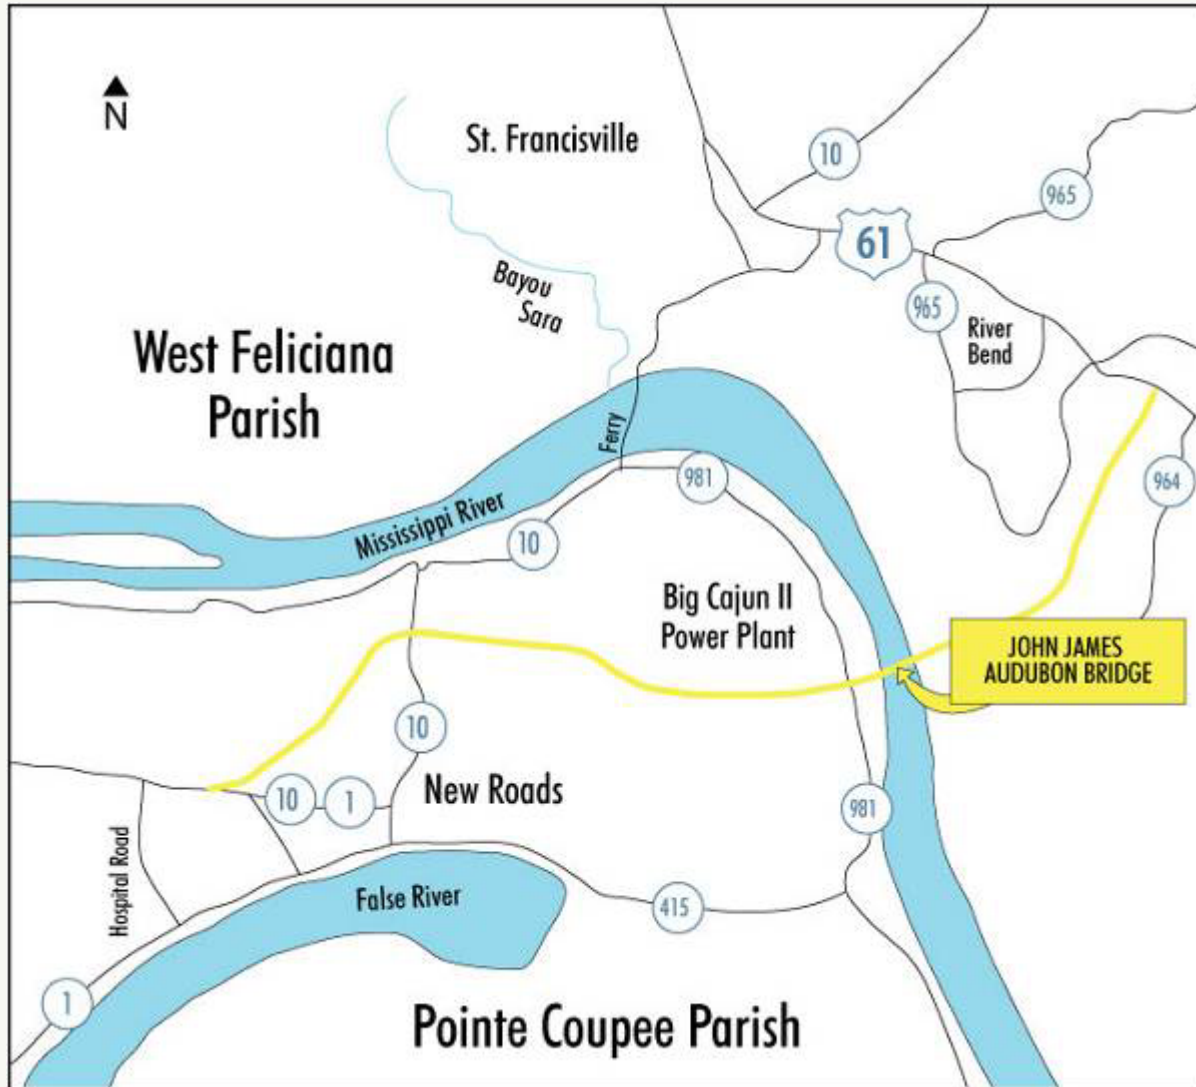 N
St. Francisville
10
965
61
Bayou
Sara
965
River
Bend
West Feliciana
Parish
Ferry
981
964
Mississippi River
10
Big Cajun II
Power Plant
JOHN JAMES
AUDUBON BRIDGE
10
10
1
New Roads
981
Hospital Road
False River
415
1
Pointe Coupee Parish